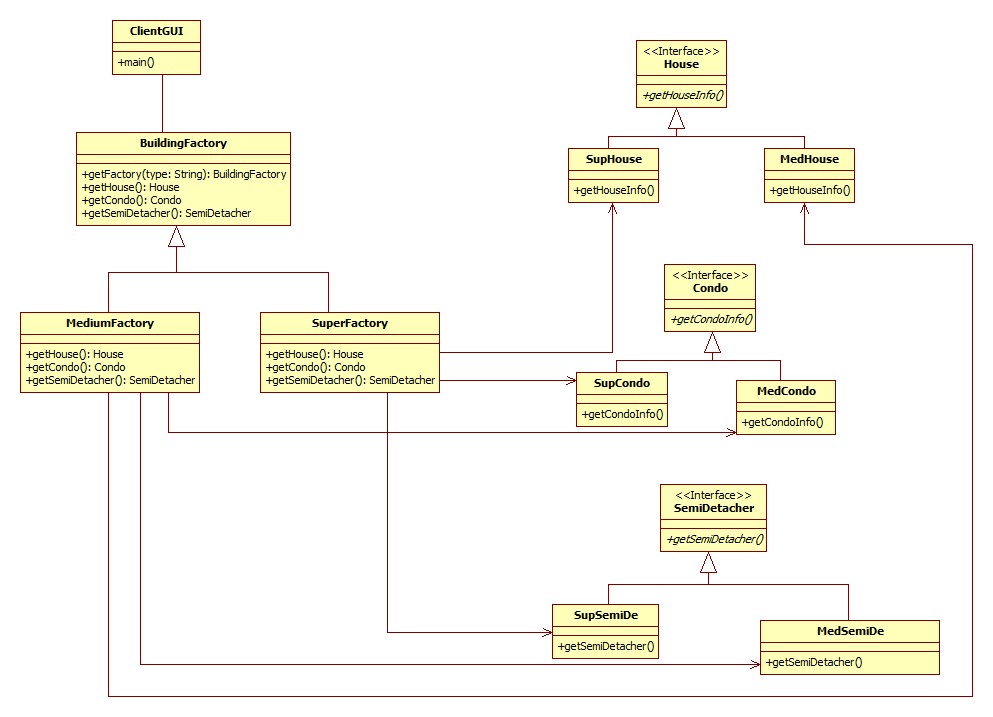 ClientGUI
+main()
BuildingFactory
+getFactory(type: String): BuildingFactory
+getHouse(): House
+getCondo(): Condo
+getSemiDetacher(): SemiDetacher
MediumFactory
+getHouse(): House
+getCondo(): Condo
+getSemiDetacher(): SemiDetacher
SuperFactory
+getHouse(): House
+getCondo(): Condo
+getSemiDetacher(): SemiDetacher
<<Interface>>
House
+getHouseInfo()
SupHouse
+getHouseInfo()
MedHouse
+getHouseInfo()
<<Interface>>
Condo
+getCondoInfo()
SupCondo
+getCondoInfo()
MedCondo
+getCondoInfo()
<<Interface>>
SemiDetacher
+getSemiDetacher()
SupSemiDe
+getSemiDetacher()
MedSemiDe
+getSemiDetacher()